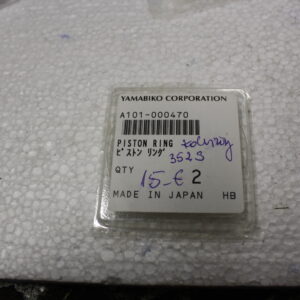 YAMABIKO CORPORATION
A101-000470
PISTON RING
ピストン リング
352S
QTY
15-€ 2
MADE IN JAPAN HB